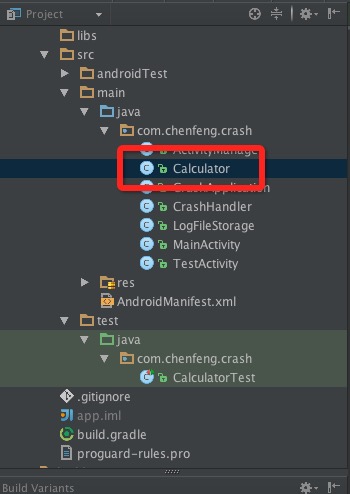 Project
libs
src
androidTest
main
java
com.chenfeng.crash
ActivityManage
Calculator
CrashApplication
CrashHandler
LogFileStorage
MainActivity
TestActivity
res
AndroidManifest.xml
test
java
com.chenfeng.crash
CalculatorTest
.gitignore
app.iml
build.gradle
proguard-rules.pro
Build Variants